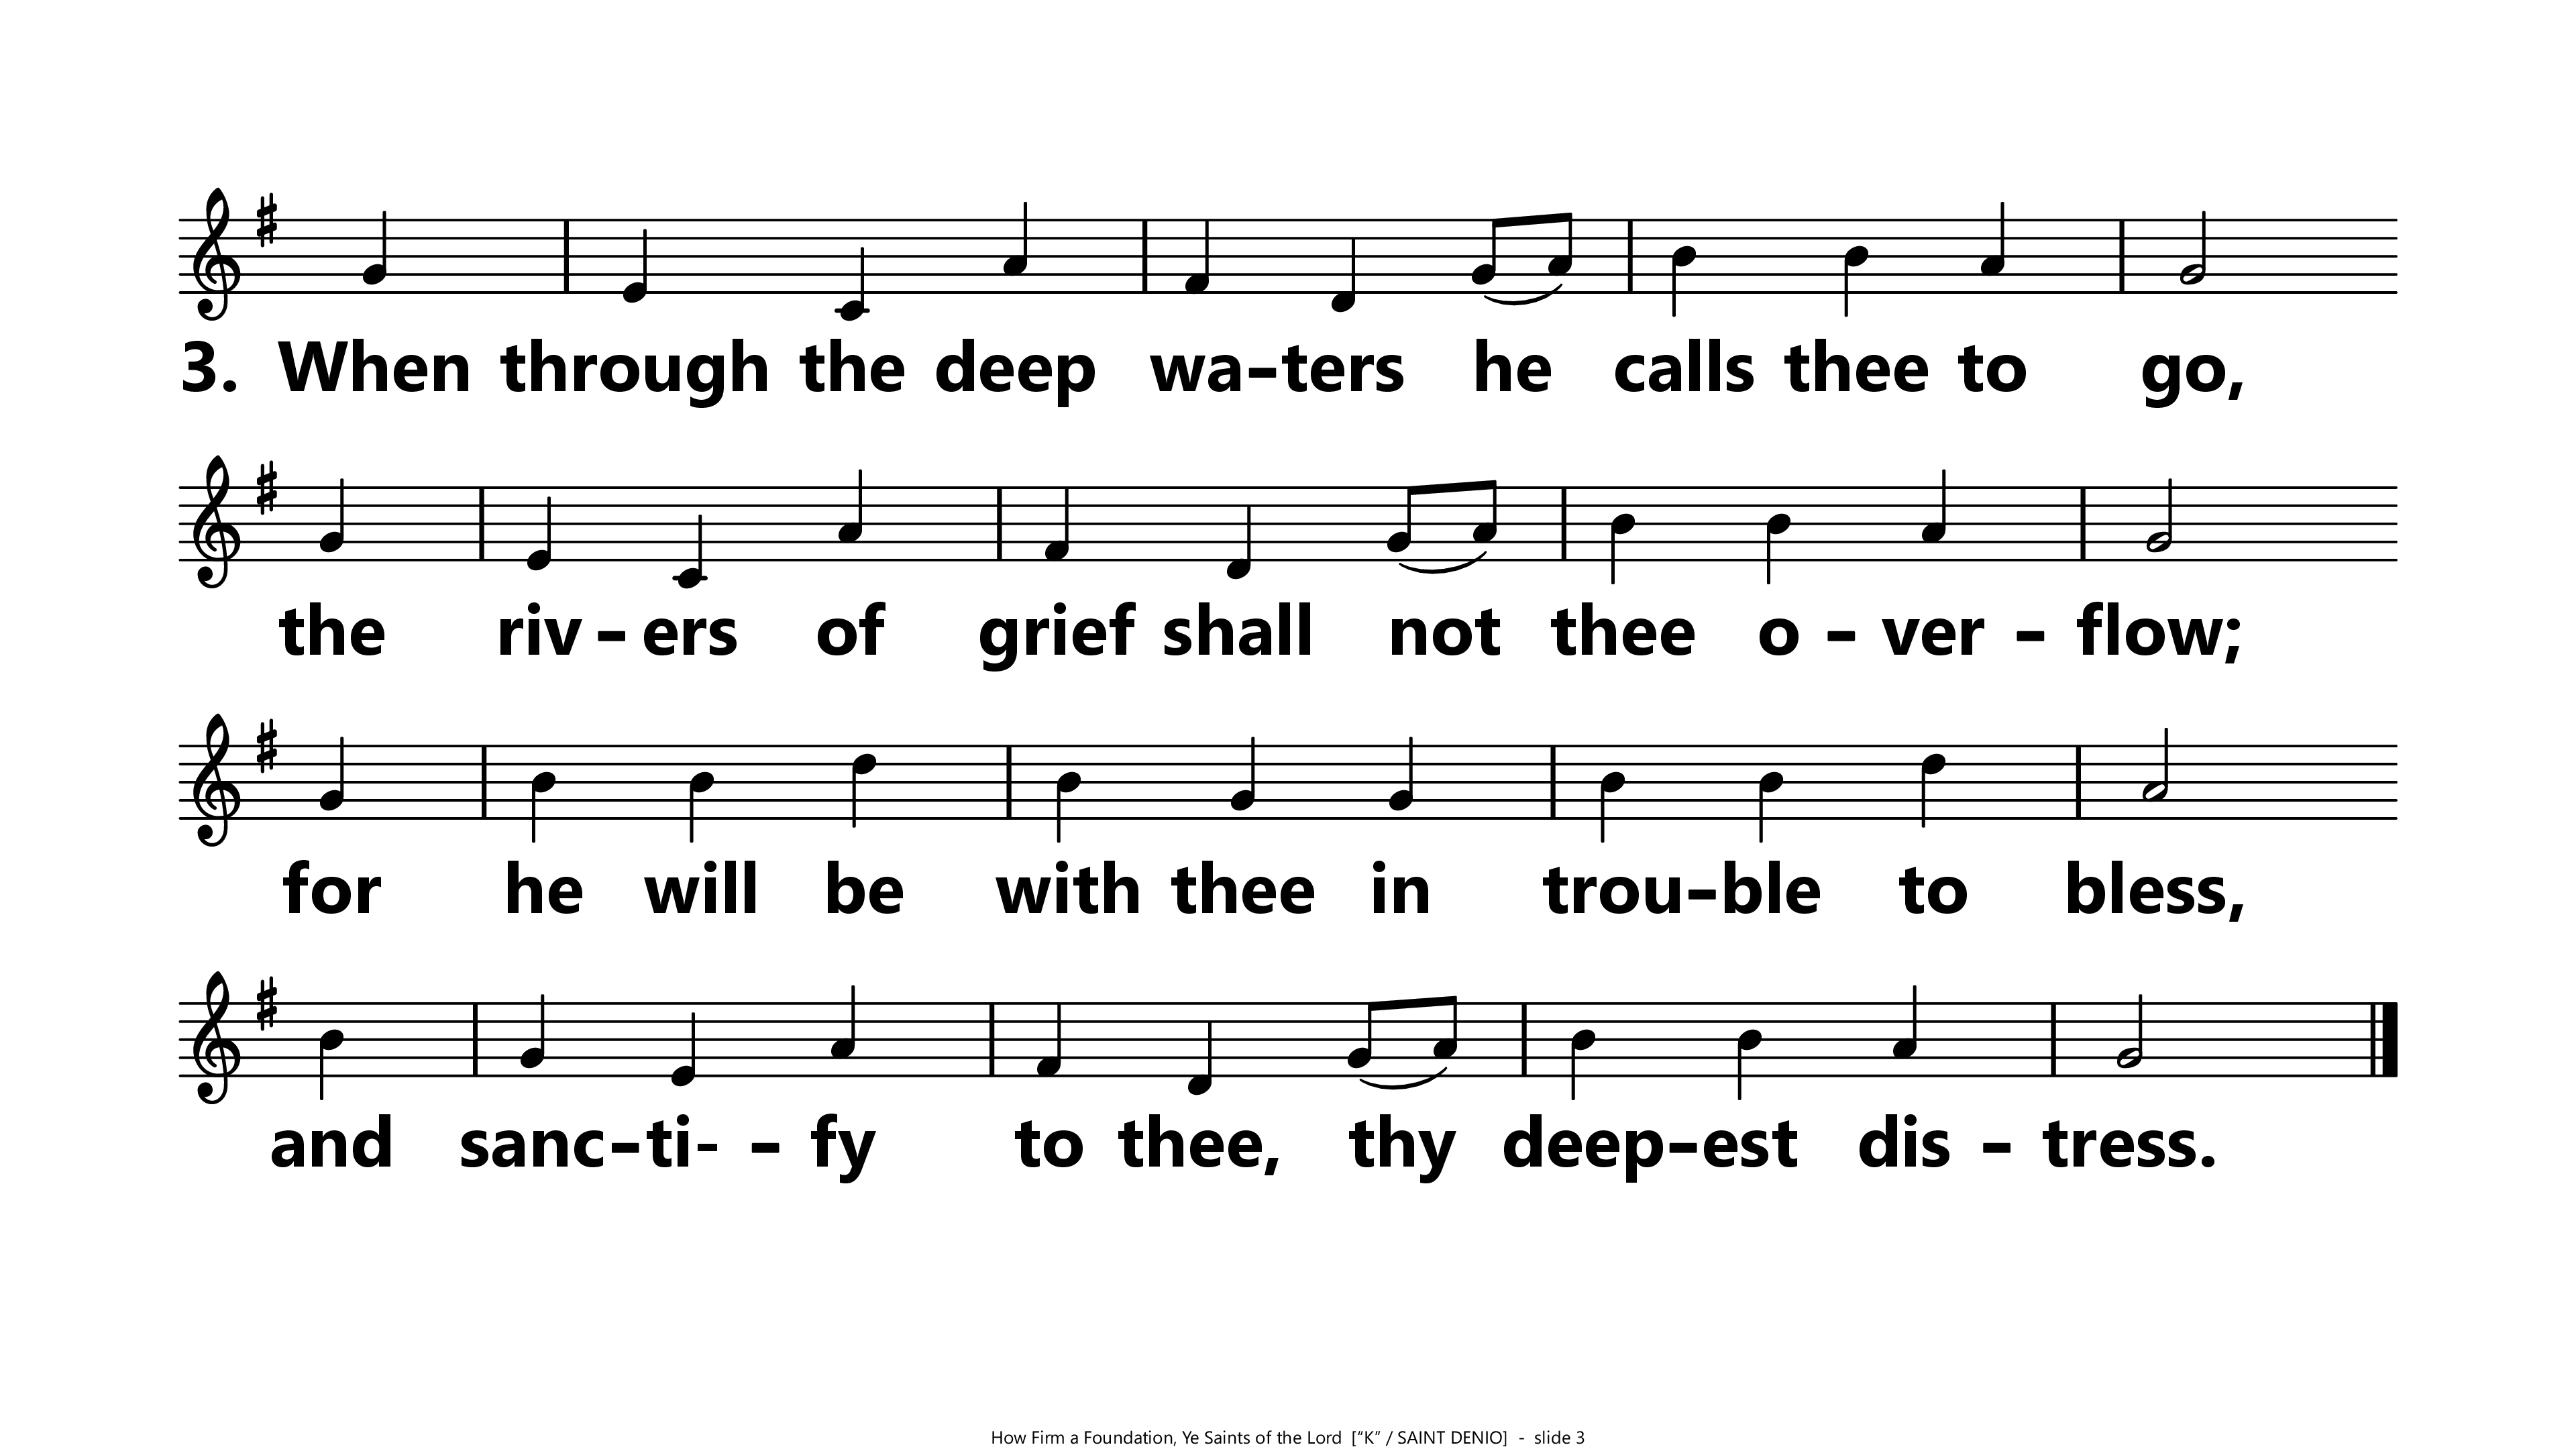 3. When through the deep wa-ters he calls thee to go,
the riv - ers of grief shall not thee o - ver - flow;
for he will be with thee in trou-ble to bless,
and sanc-ti- - fy to thee, thy deep-est dis - tress.
How Firm a Foundation, Ye Saints of the Lord [“K” / SAINT DENIO] - slide 3